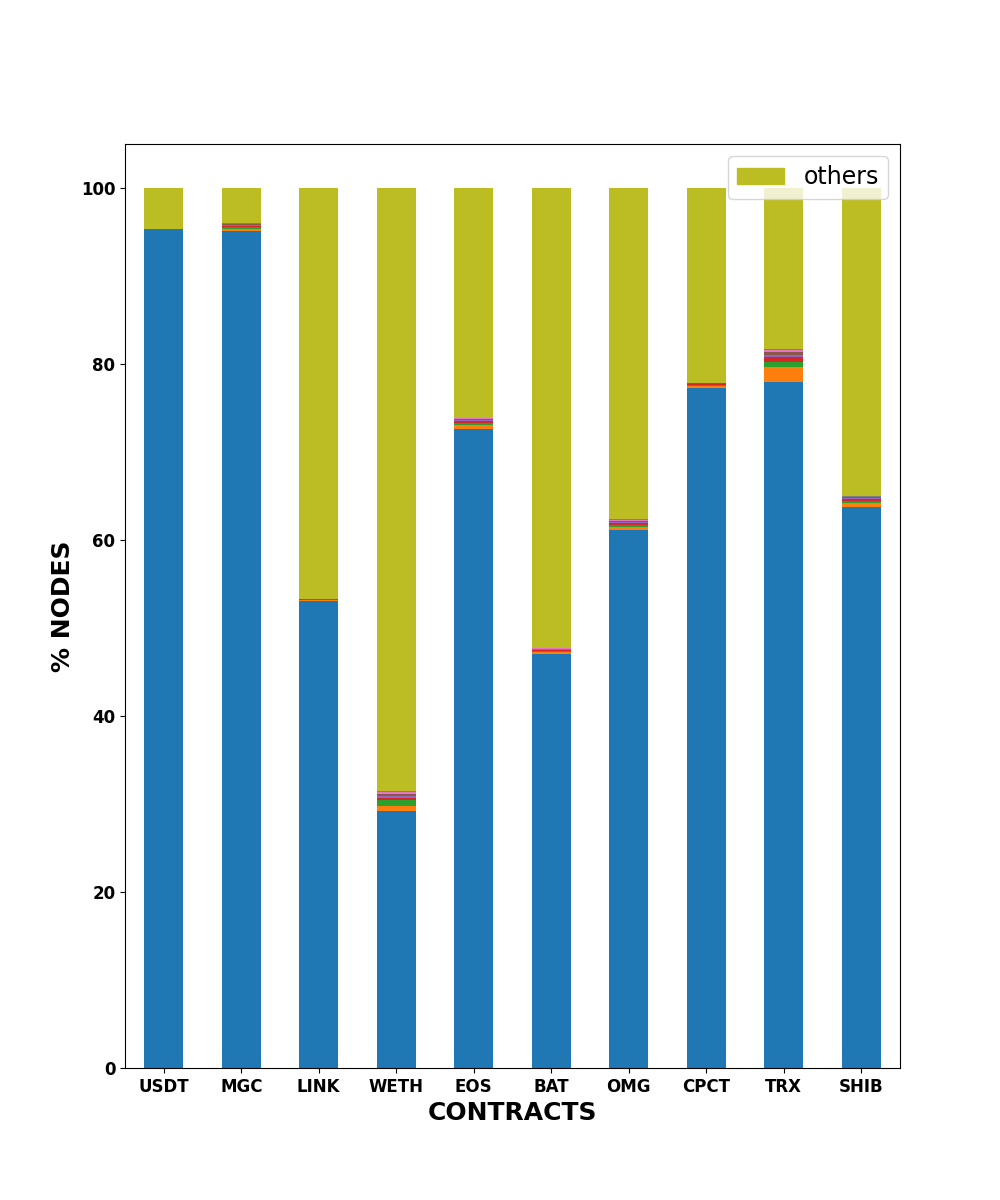 others
100
80
60
40
20
0
% NODES
USDT MGC LINK WETH EOS BAT OMG CPCT TRX SHIB
CONTRACTS